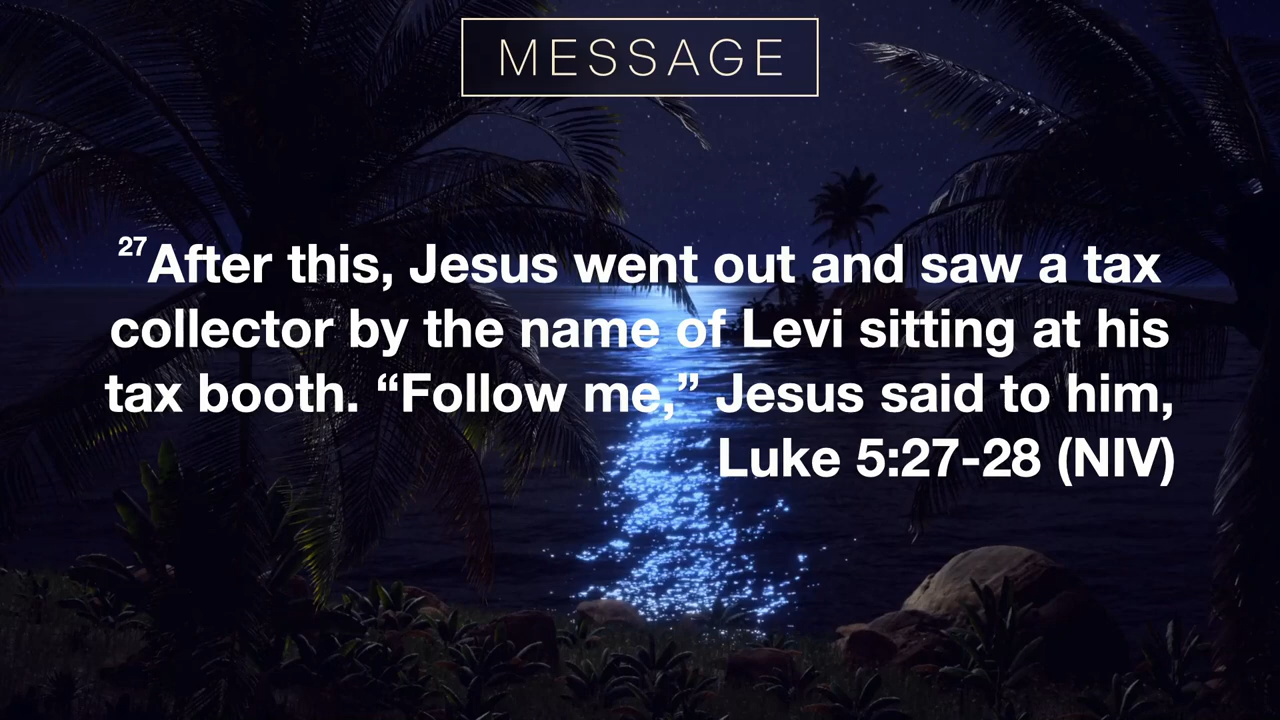 MESSAGE
27After this, Jesus went out and saw a tax
collector by the name of Levi sitting at his
tax booth. “Follow me,” Jesus said to him,
Luke 5:27-28 (NIV)